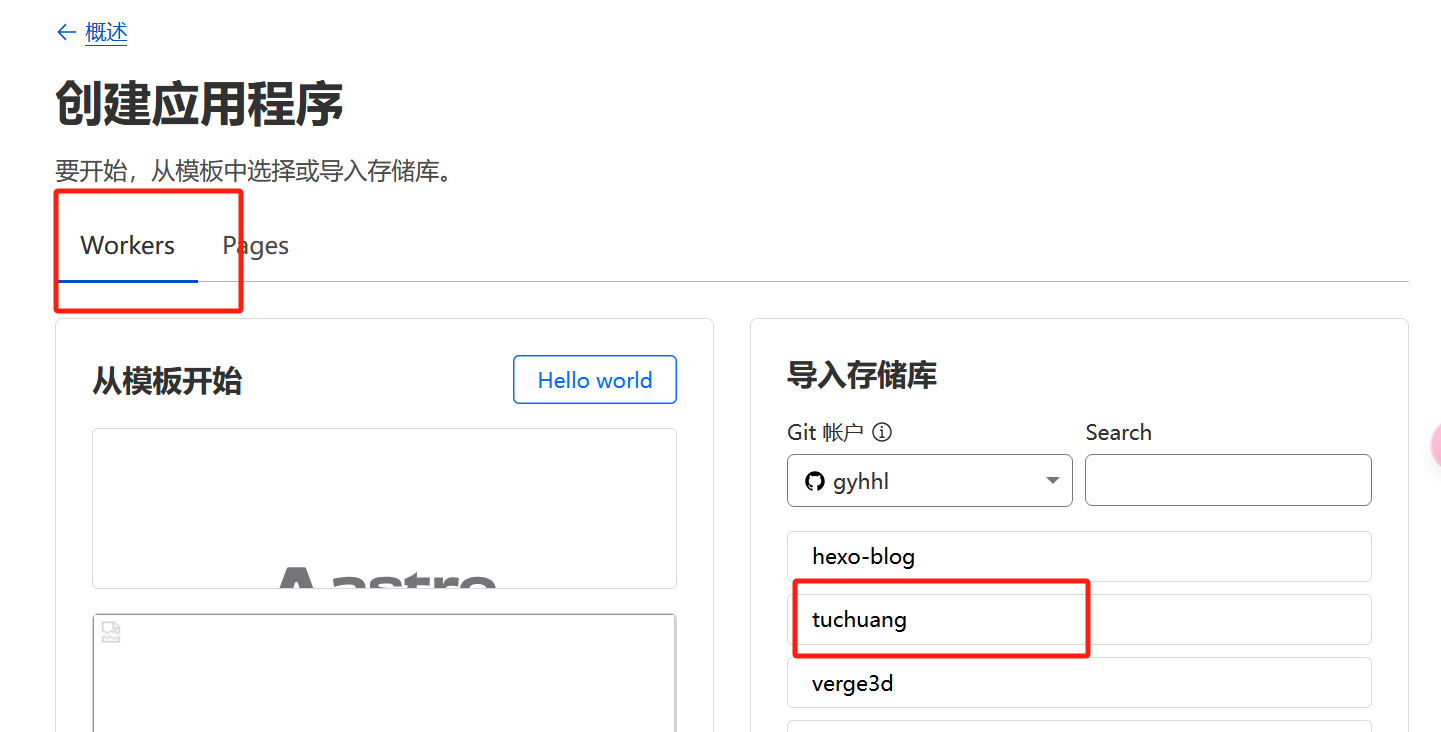 ← 概述
创建应用程序
要开始，从模板中选择或导入存储库。
Workers Pages
从模板开始
Hello world
astro
导入存储库
Git 帐户 Search
gyhhl
hexo-blog
tuchuang
verge3d